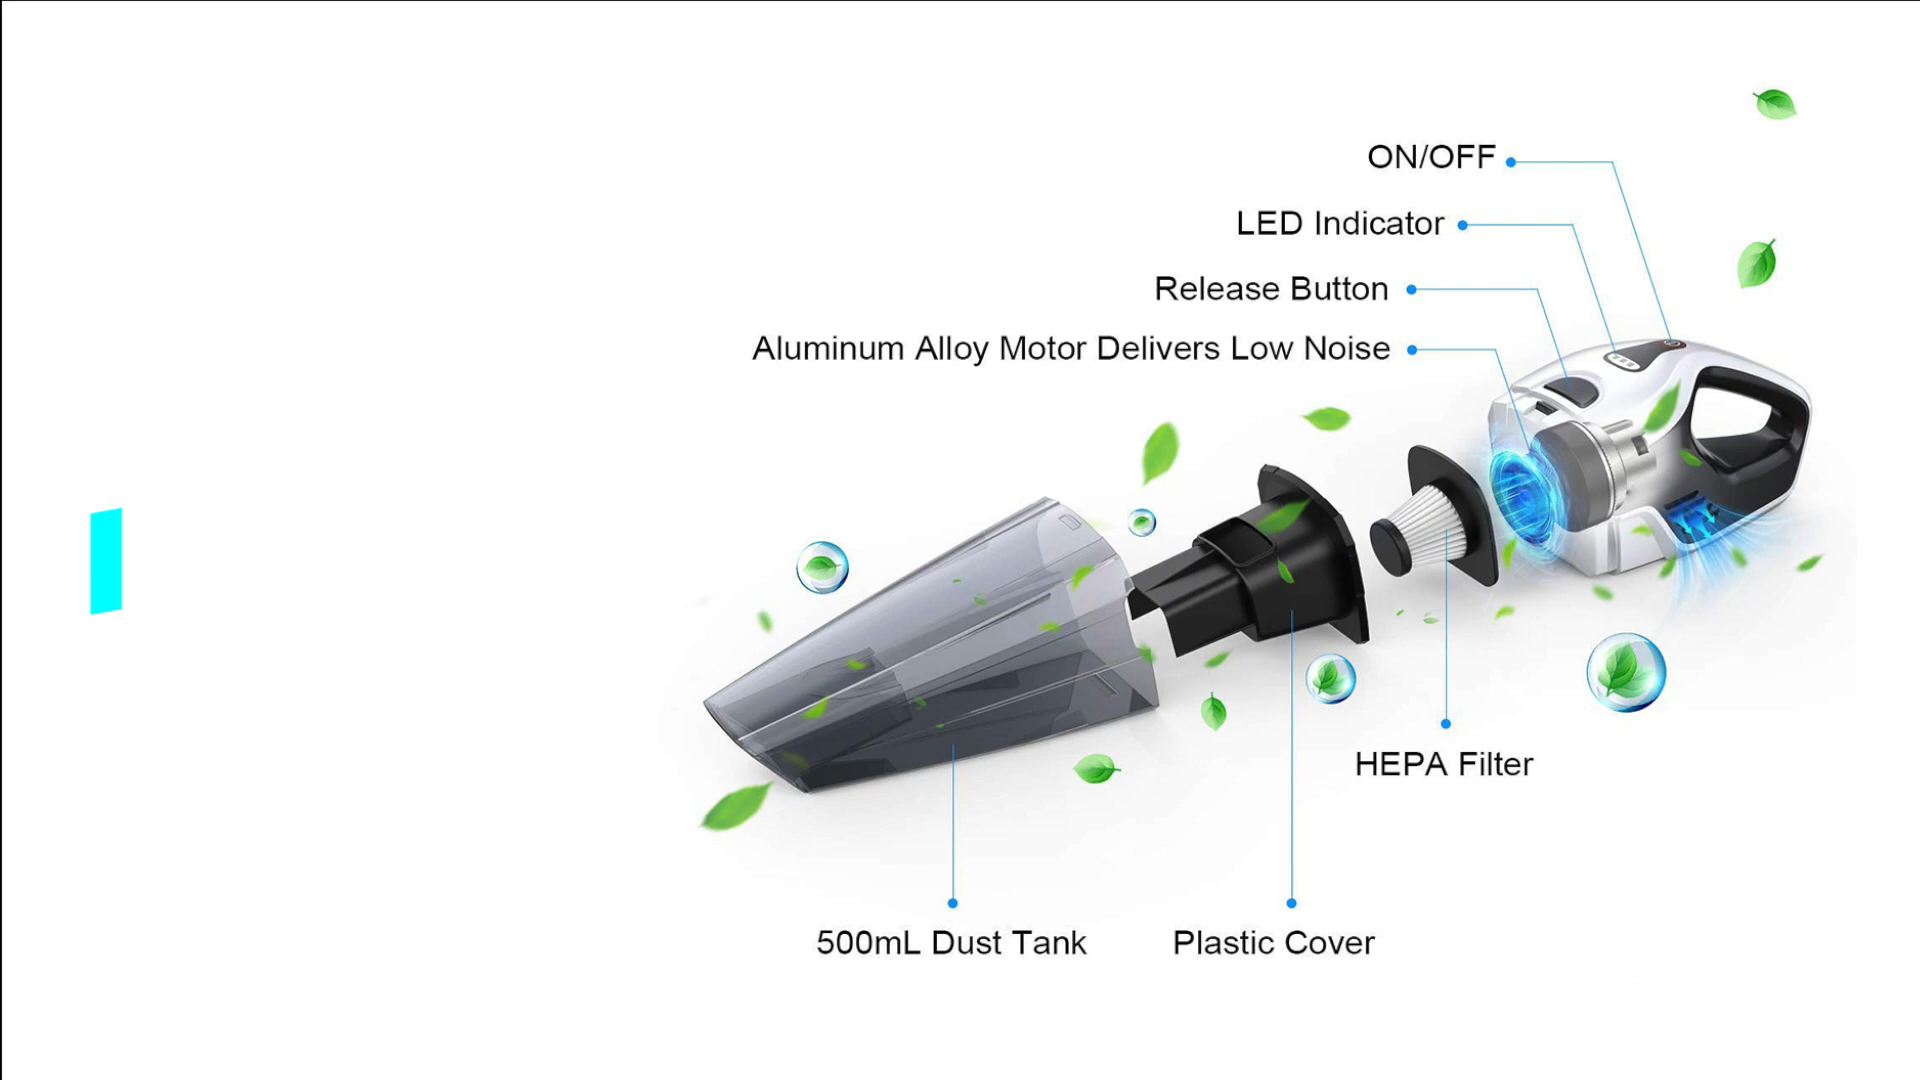 ON/OFF
LED Indicator
Release Button
Aluminum Alloy Motor Delivers Low Noise
HEPA Filter
500mL Dust Tank
Plastic Cover